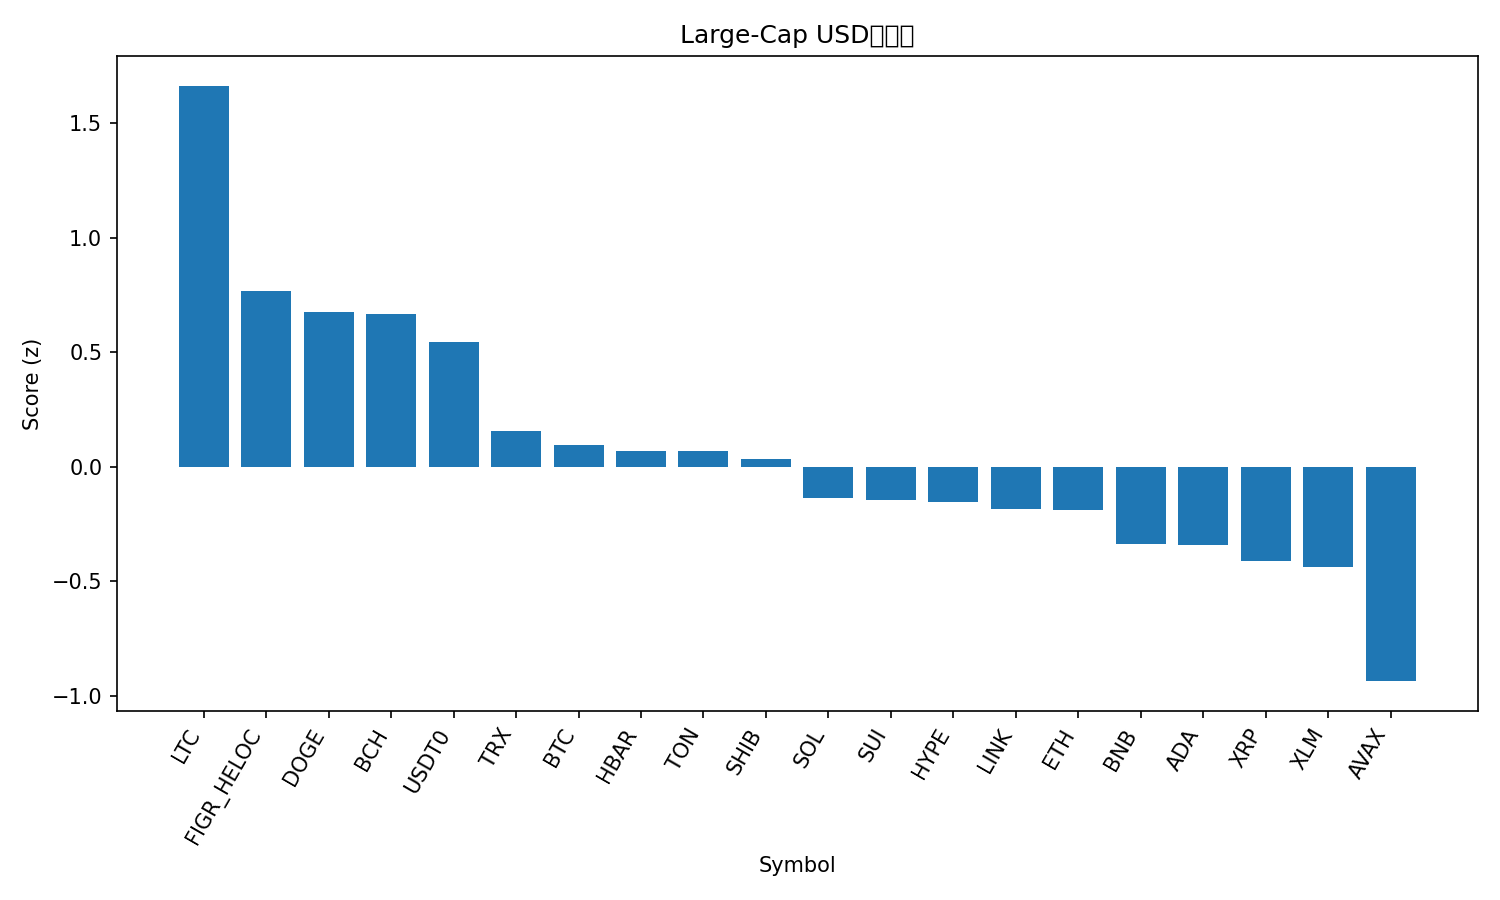 Large-Cap USD
Score (z)
1.5
1.0
0.5
0.0
−0.5
−1.0
LTC
FIGR_HELOC
DOGE
BCH
USDT0
TRX
BTC
HBAR
TON
SHIB
SOL
SUI
HYPE
LINK
ETH
BNB
ADA
XRP
XLM
AVAX
Symbol